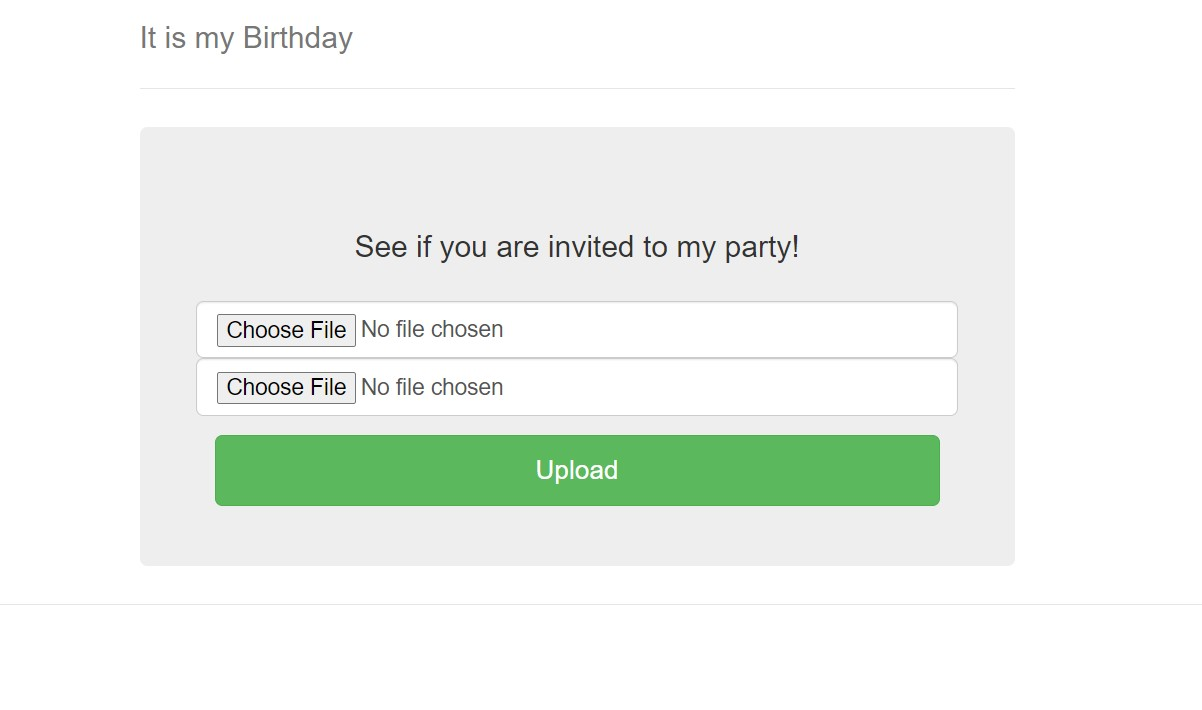 It is my Birthday
See if you are invited to my party!
Choose File No file chosen
Choose File No file chosen
Upload